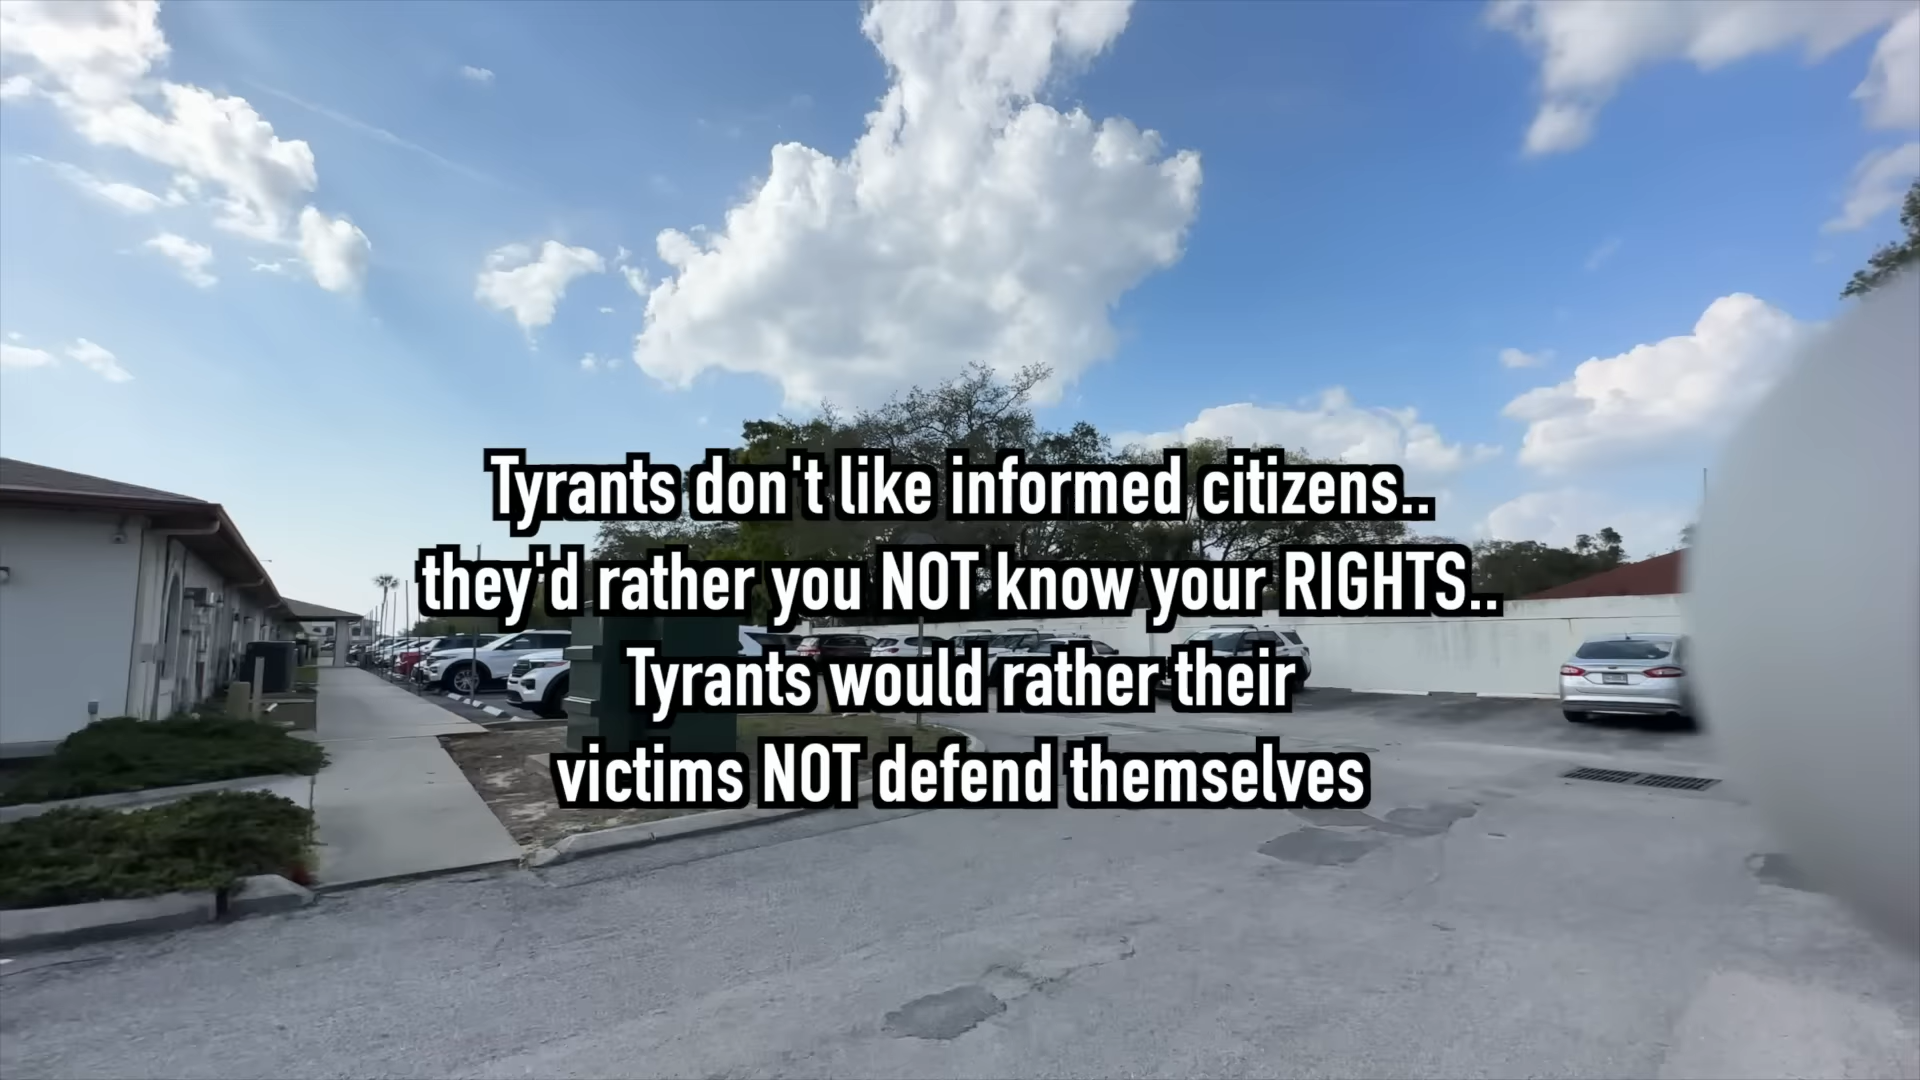 Tyrants don't like informed citizens..
they'd rather you NOT know your RIGHTS..
Tyrants would rather their
victims NOT defend themselves